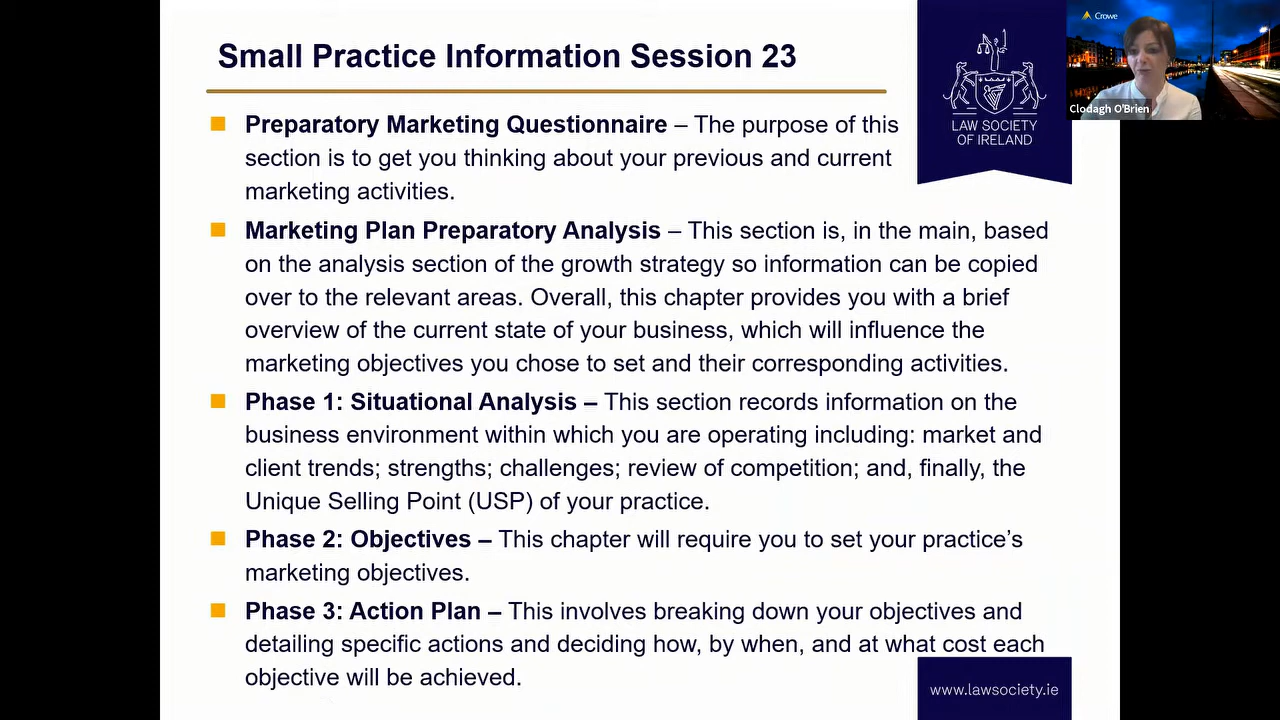 Small Practice Information Session 23
Preparatory Marketing Questionnaire – The purpose of this
section is to get you thinking about your previous and current
marketing activities.
Marketing Plan Preparatory Analysis – This section is, in the main, based
on the analysis section of the growth strategy so information can be copied
over to the relevant areas. Overall, this chapter provides you with a brief
overview of the current state of your business, which will influence the
marketing objectives you chose to set and their corresponding activities.
Phase 1: Situational Analysis – This section records information on the
business environment within which you are operating including: market and
client trends; strengths; challenges; review of competition; and, finally, the
Unique Selling Point (USP) of your practice.
Phase 2: Objectives – This chapter will require you to set your practice’s
marketing objectives.
Phase 3: Action Plan – This involves breaking down your objectives and
detailing specific actions and deciding how, by when, and at what cost each
objective will be achieved.
LAW SOCIETY
OF IRELAND
www.lawsociety.ie
Crowe
Clodagh O'Brien